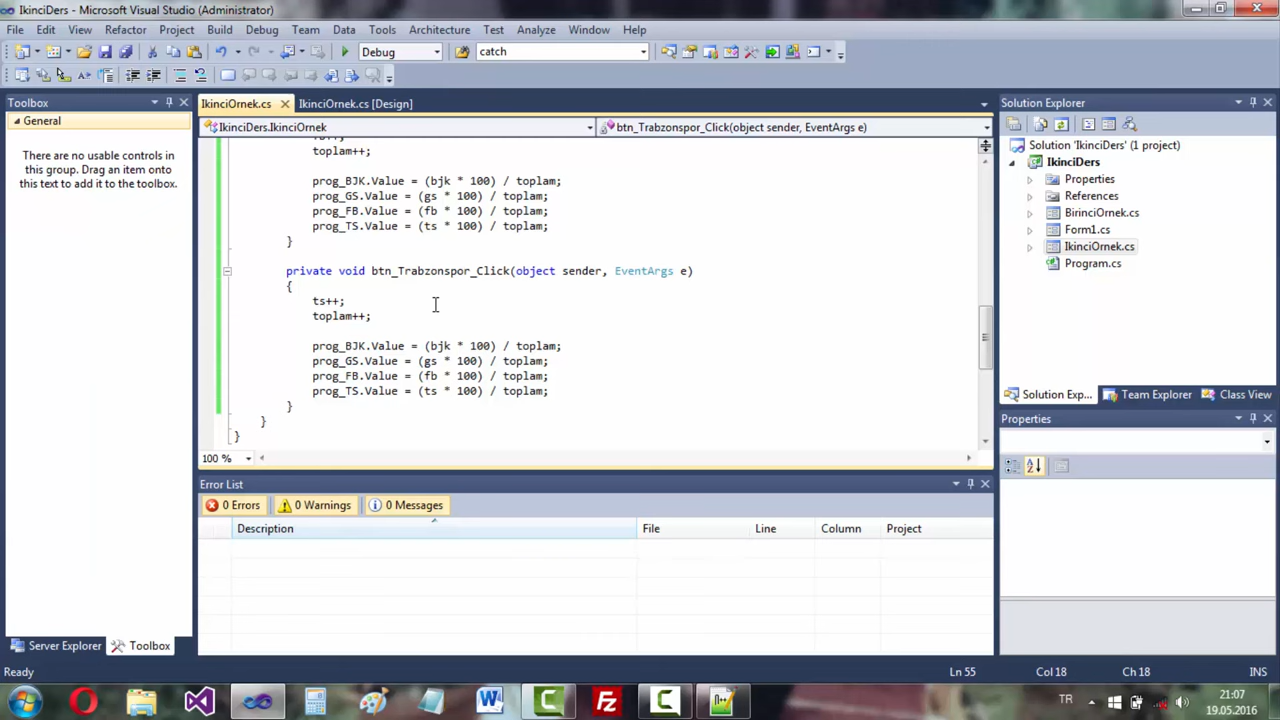 IkinciDers - Microsoft Visual Studio (Administrator)
File Edit View Refactor Project Build Debug Team Data Tools Architecture Test Analyze Window Help
Debug catch
Toolbox
General
There are no usable controls in
this group. Drag an item onto
this text to add it to the toolbox.
Server Explorer Toolbox
IkinciOrnek.cs IkinciOrnek.cs [Design]
IkinciDers.IkinciOrnek btn_Trabzonspor_Click(object sender, EventArgs e)
toplam++;
prog_BJK.Value = (bjk * 100) / toplam;
prog_GS.Value = (gs * 100) / toplam;
prog_FB.Value = (fb * 100) / toplam;
prog_TS.Value = (ts * 100) / toplam;
}
private void btn_Trabzonspor_Click(object sender, EventArgs e)
{
ts++;
toplam++;
prog_BJK.Value = (bjk * 100) / toplam;
prog_GS.Value = (gs * 100) / toplam;
prog_FB.Value = (fb * 100) / toplam;
prog_TS.Value = (ts * 100) / toplam;
}
}
}
100 %
Error List
0 Errors 0 Warnings 0 Messages
Description File Line Column Project
Solution Explorer
Solution 'IkinciDers' (1 project)
IkinciDers
Properties
References
BirinciOrnek.cs
Form1.cs
IkinciOrnek.cs
Program.cs
Solution Exp... Team Explorer Class View
Properties
Ready Ln 55 Col 18 Ch 18 INS
TR
21:07
19.05.2016